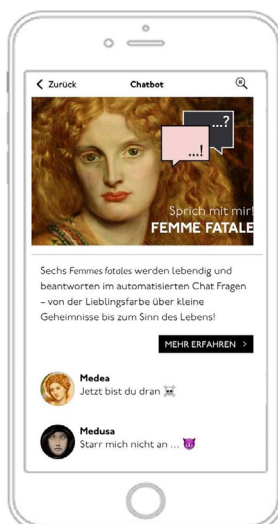 Zurück
Chatbot
...?
...!
Sprich mit mir!
FEMME FATALE
Sechs Femmes fatales werden lebendig und
beantworten im automatisierten Chat Fragen
– von der Lieblingsfarbe über kleine
Geheimnisse bis zum Sinn des Lebens!
MEHR ERFAHREN >
Medea
Jetzt bist du dran ☠️
Medusa
Starr mich nicht an ... 😈